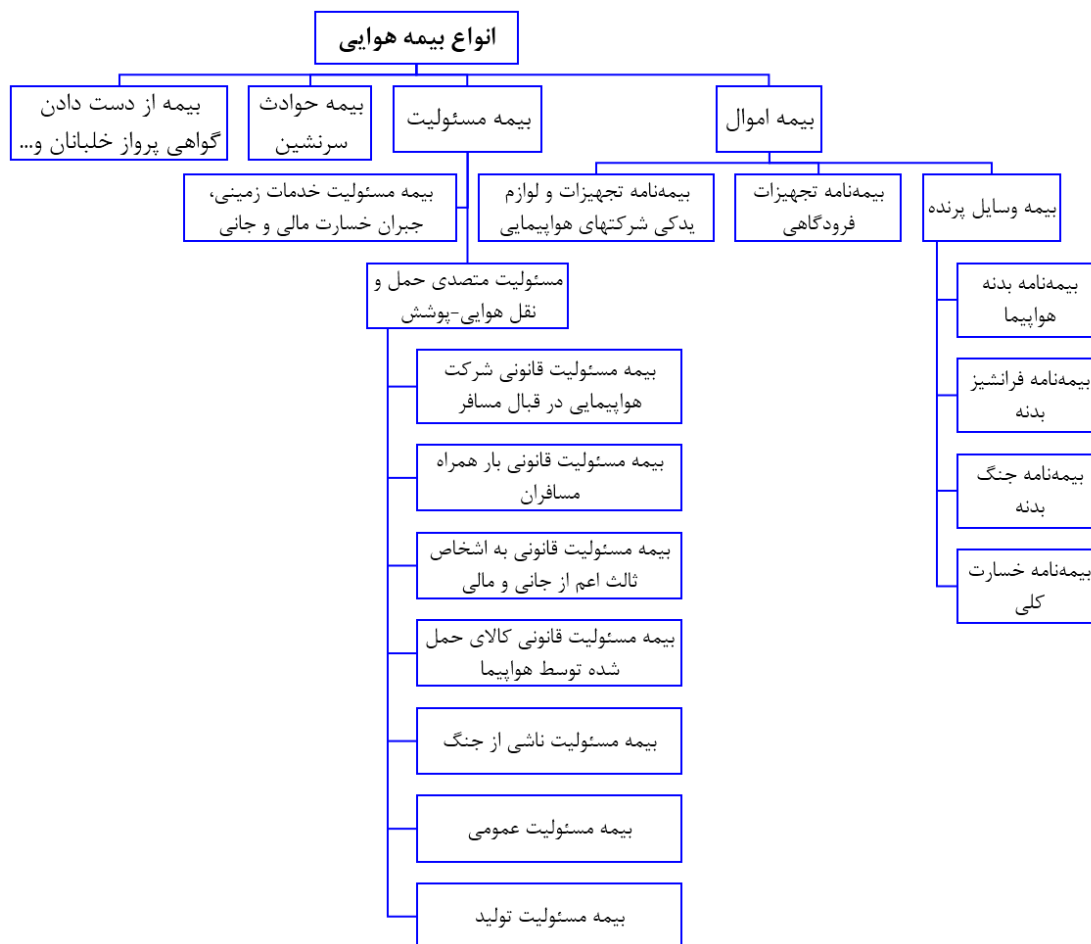 انواع بیمه هوایی
بیمه اموال
بیمه مسئولیت
بیمه حوادث
سرنشین
بیمه از دست دادن
گواهی پرواز خلبانان و...
بیمه وسایل پرنده
بیمه‌نامه تجهیزات
فرودگاهی
بیمه‌نامه تجهیزات و لوازم
یدکی شرکتهای هواپیمایی
بیمه مسئولیت خدمات زمینی،
جبران خسارت مالی و جانی
بیمه‌نامه بدنه
هواپیما
بیمه‌نامه فرانشیز
بدنه
بیمه‌نامه جنگ
بدنه
بیمه‌نامه خسارت
کلی
مسئولیت متصدی حمل و
نقل هوایی-پوشش
بیمه مسئولیت قانونی شرکت
هواپیمایی در قبال مسافر
بیمه مسئولیت قانونی بار همراه
مسافران
بیمه مسئولیت قانونی به اشخاص
ثالث اعم از جانی و مالی
بیمه مسئولیت قانونی کالای حمل
شده توسط هواپیما
بیمه مسئولیت ناشی از جنگ
بیمه مسئولیت عمومی
بیمه مسئولیت تولید